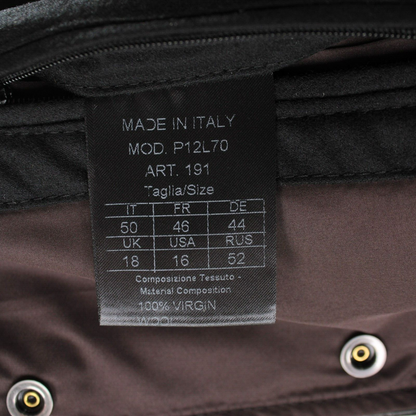 MADE IN ITALY
MOD. P12L70
ART. 191
Taglia/Size
IT FR DE
50 46 44
UK USA RUS
18 16 52
Composizione Tessuto -
Material Composition
100% VIRGIN
WOOL